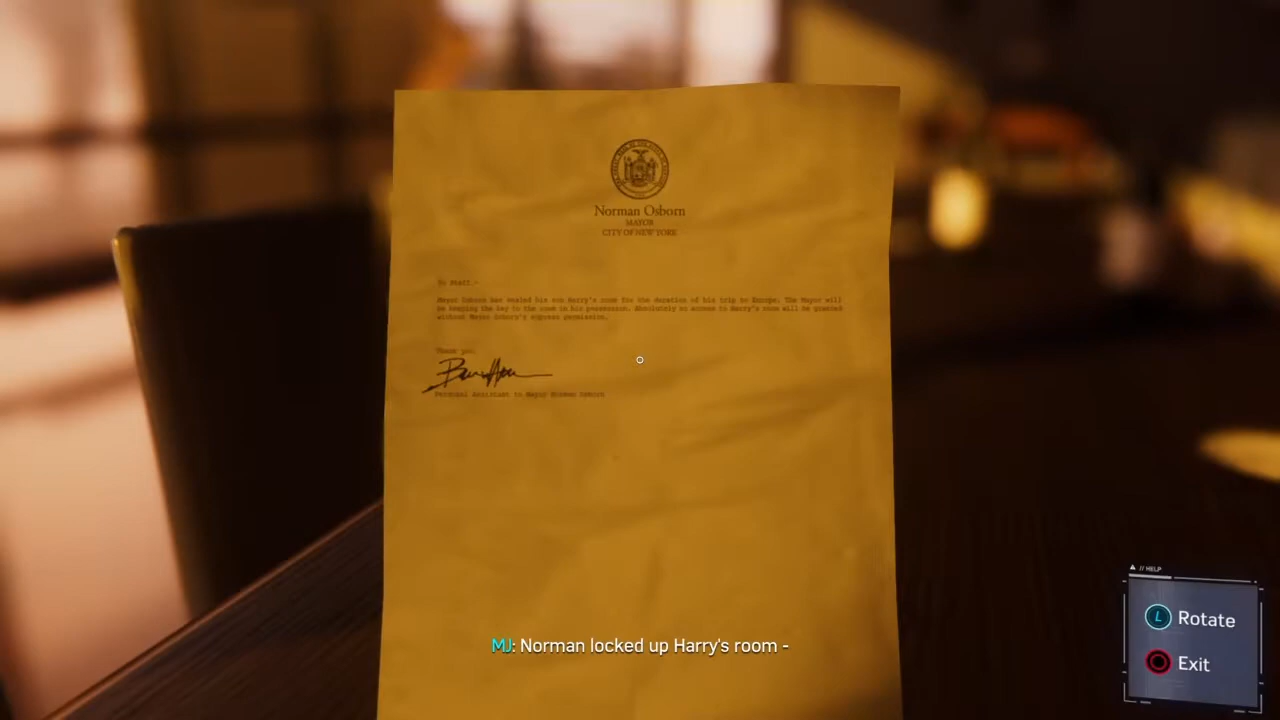 Norman Osborn
MAYOR
CITY OF NEW YORK
To Staff.-
Mayor Osborn has sealed his son Harry's room for the duration of his trip to Europe. The Mayor will
be keeping the key to the room in his possession. Absolutely no access to Harry's room will be granted
without Mayor Osborn's express permission.
Thank you,
Personal Assistant to Mayor Norman Osborn
MJ: Norman locked up Harry's room -
// HELP
L Rotate
Exit